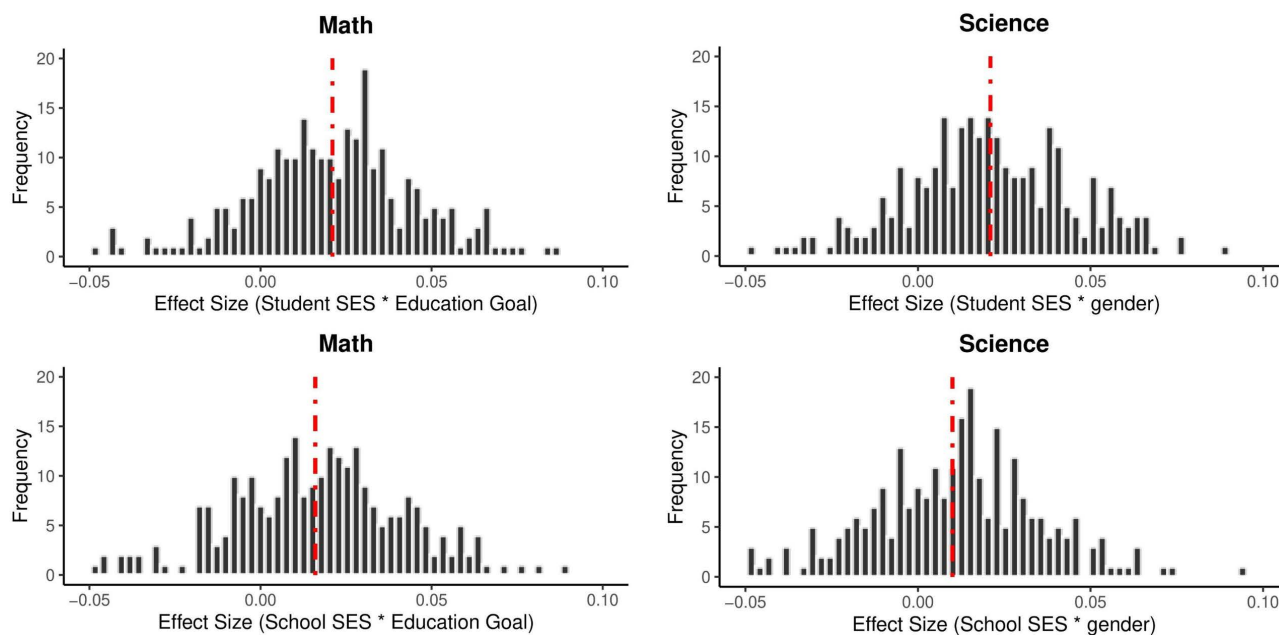 Math
Frequency
20
15
10
5
0
−0.05 0.00 0.05 0.10
Effect Size (Student SES * Education Goal)
Science
Frequency
20
15
10
5
0
−0.05 0.00 0.05 0.10
Effect Size (Student SES * gender)
Math
Frequency
20
15
10
5
0
−0.05 0.00 0.05 0.10
Effect Size (School SES * Education Goal)
Science
Frequency
20
15
10
5
0
−0.05 0.00 0.05 0.10
Effect Size (School SES * gender)